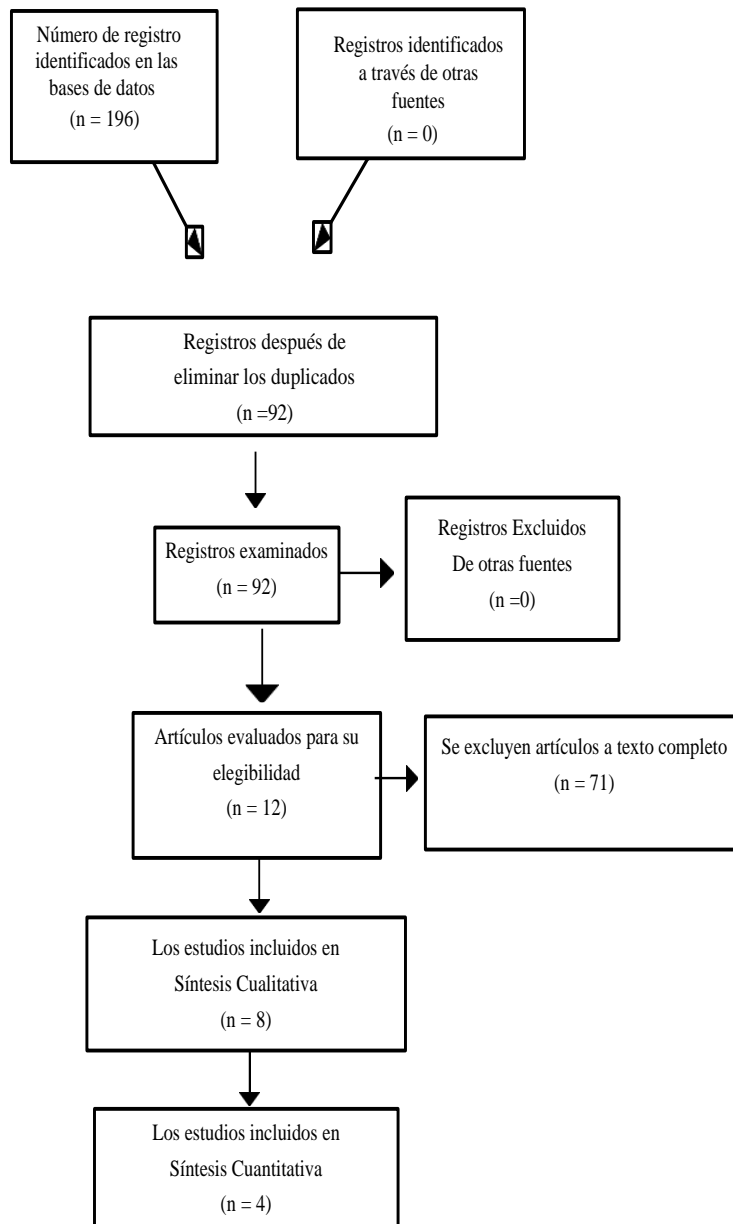 Número de registro
identificados en las
bases de datos
(n = 196)
Registros identificados
a través de otras
fuentes
(n = 0)
Registros después de
eliminar los duplicados
(n =92)
Registros examinados
(n = 92)
Registros Excluidos
De otras fuentes
(n =0)
Artículos evaluados para su
elegibilidad
(n = 12)
Se excluyen artículos a texto completo
(n = 71)
Los estudios incluidos en
Síntesis Cualitativa
(n = 8)
Los estudios incluidos en
Síntesis Cuantitativa
(n = 4)